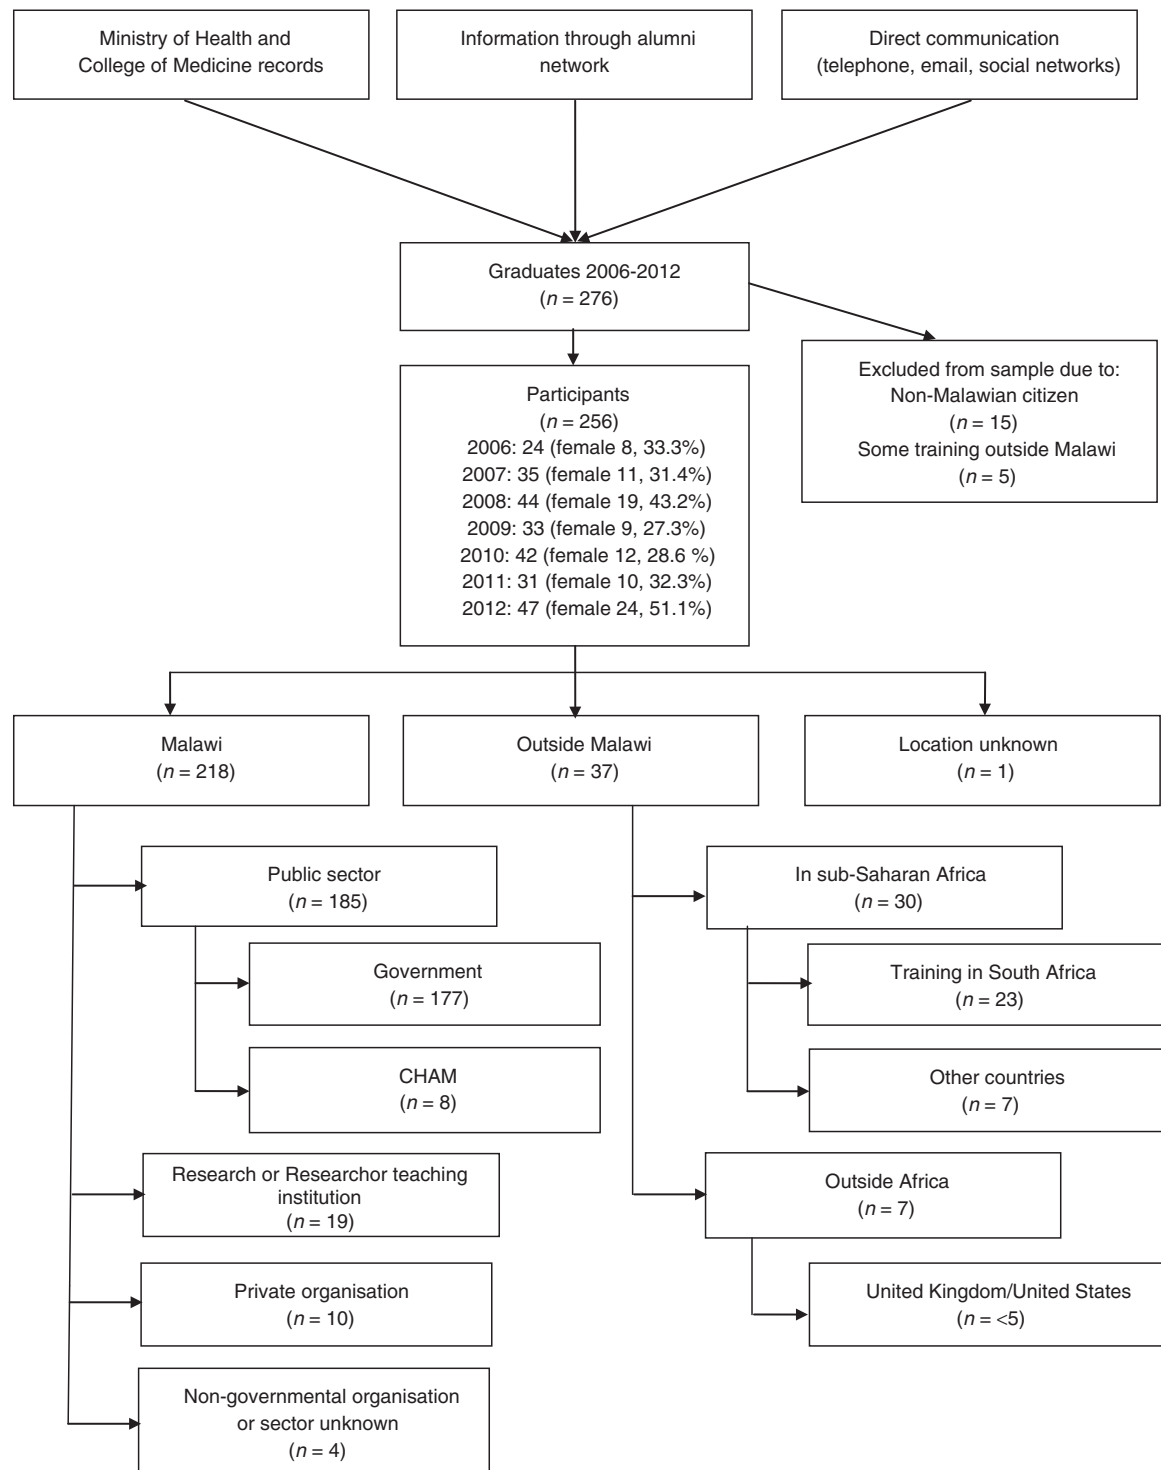 Ministry of Health and
College of Medicine records
Information through alumni
network
Direct communication
(telephone, email, social networks)
Graduates 2006-2012
(n = 276)
Excluded from sample due to:
Non-Malawian citizen
(n = 15)
Some training outside Malawi
(n = 5)
Participants
(n = 256)
2006: 24 (female 8, 33.3%)
2007: 35 (female 11, 31.4%)
2008: 44 (female 19, 43.2%)
2009: 33 (female 9, 27.3%)
2010: 42 (female 12, 28.6 %)
2011: 31 (female 10, 32.3%)
2012: 47 (female 24, 51.1%)
Malawi
(n = 218)
Outside Malawi
(n = 37)
Location unknown
(n = 1)
Public sector
(n = 185)
Government
(n = 177)
CHAM
(n = 8)
Research or Researchor teaching
institution
(n = 19)
Private organisation
(n = 10)
Non-governmental organisation
or sector unknown
(n = 4)
In sub-Saharan Africa
(n = 30)
Training in South Africa
(n = 23)
Other countries
(n = 7)
Outside Africa
(n = 7)
United Kingdom/United States
(n = <5)